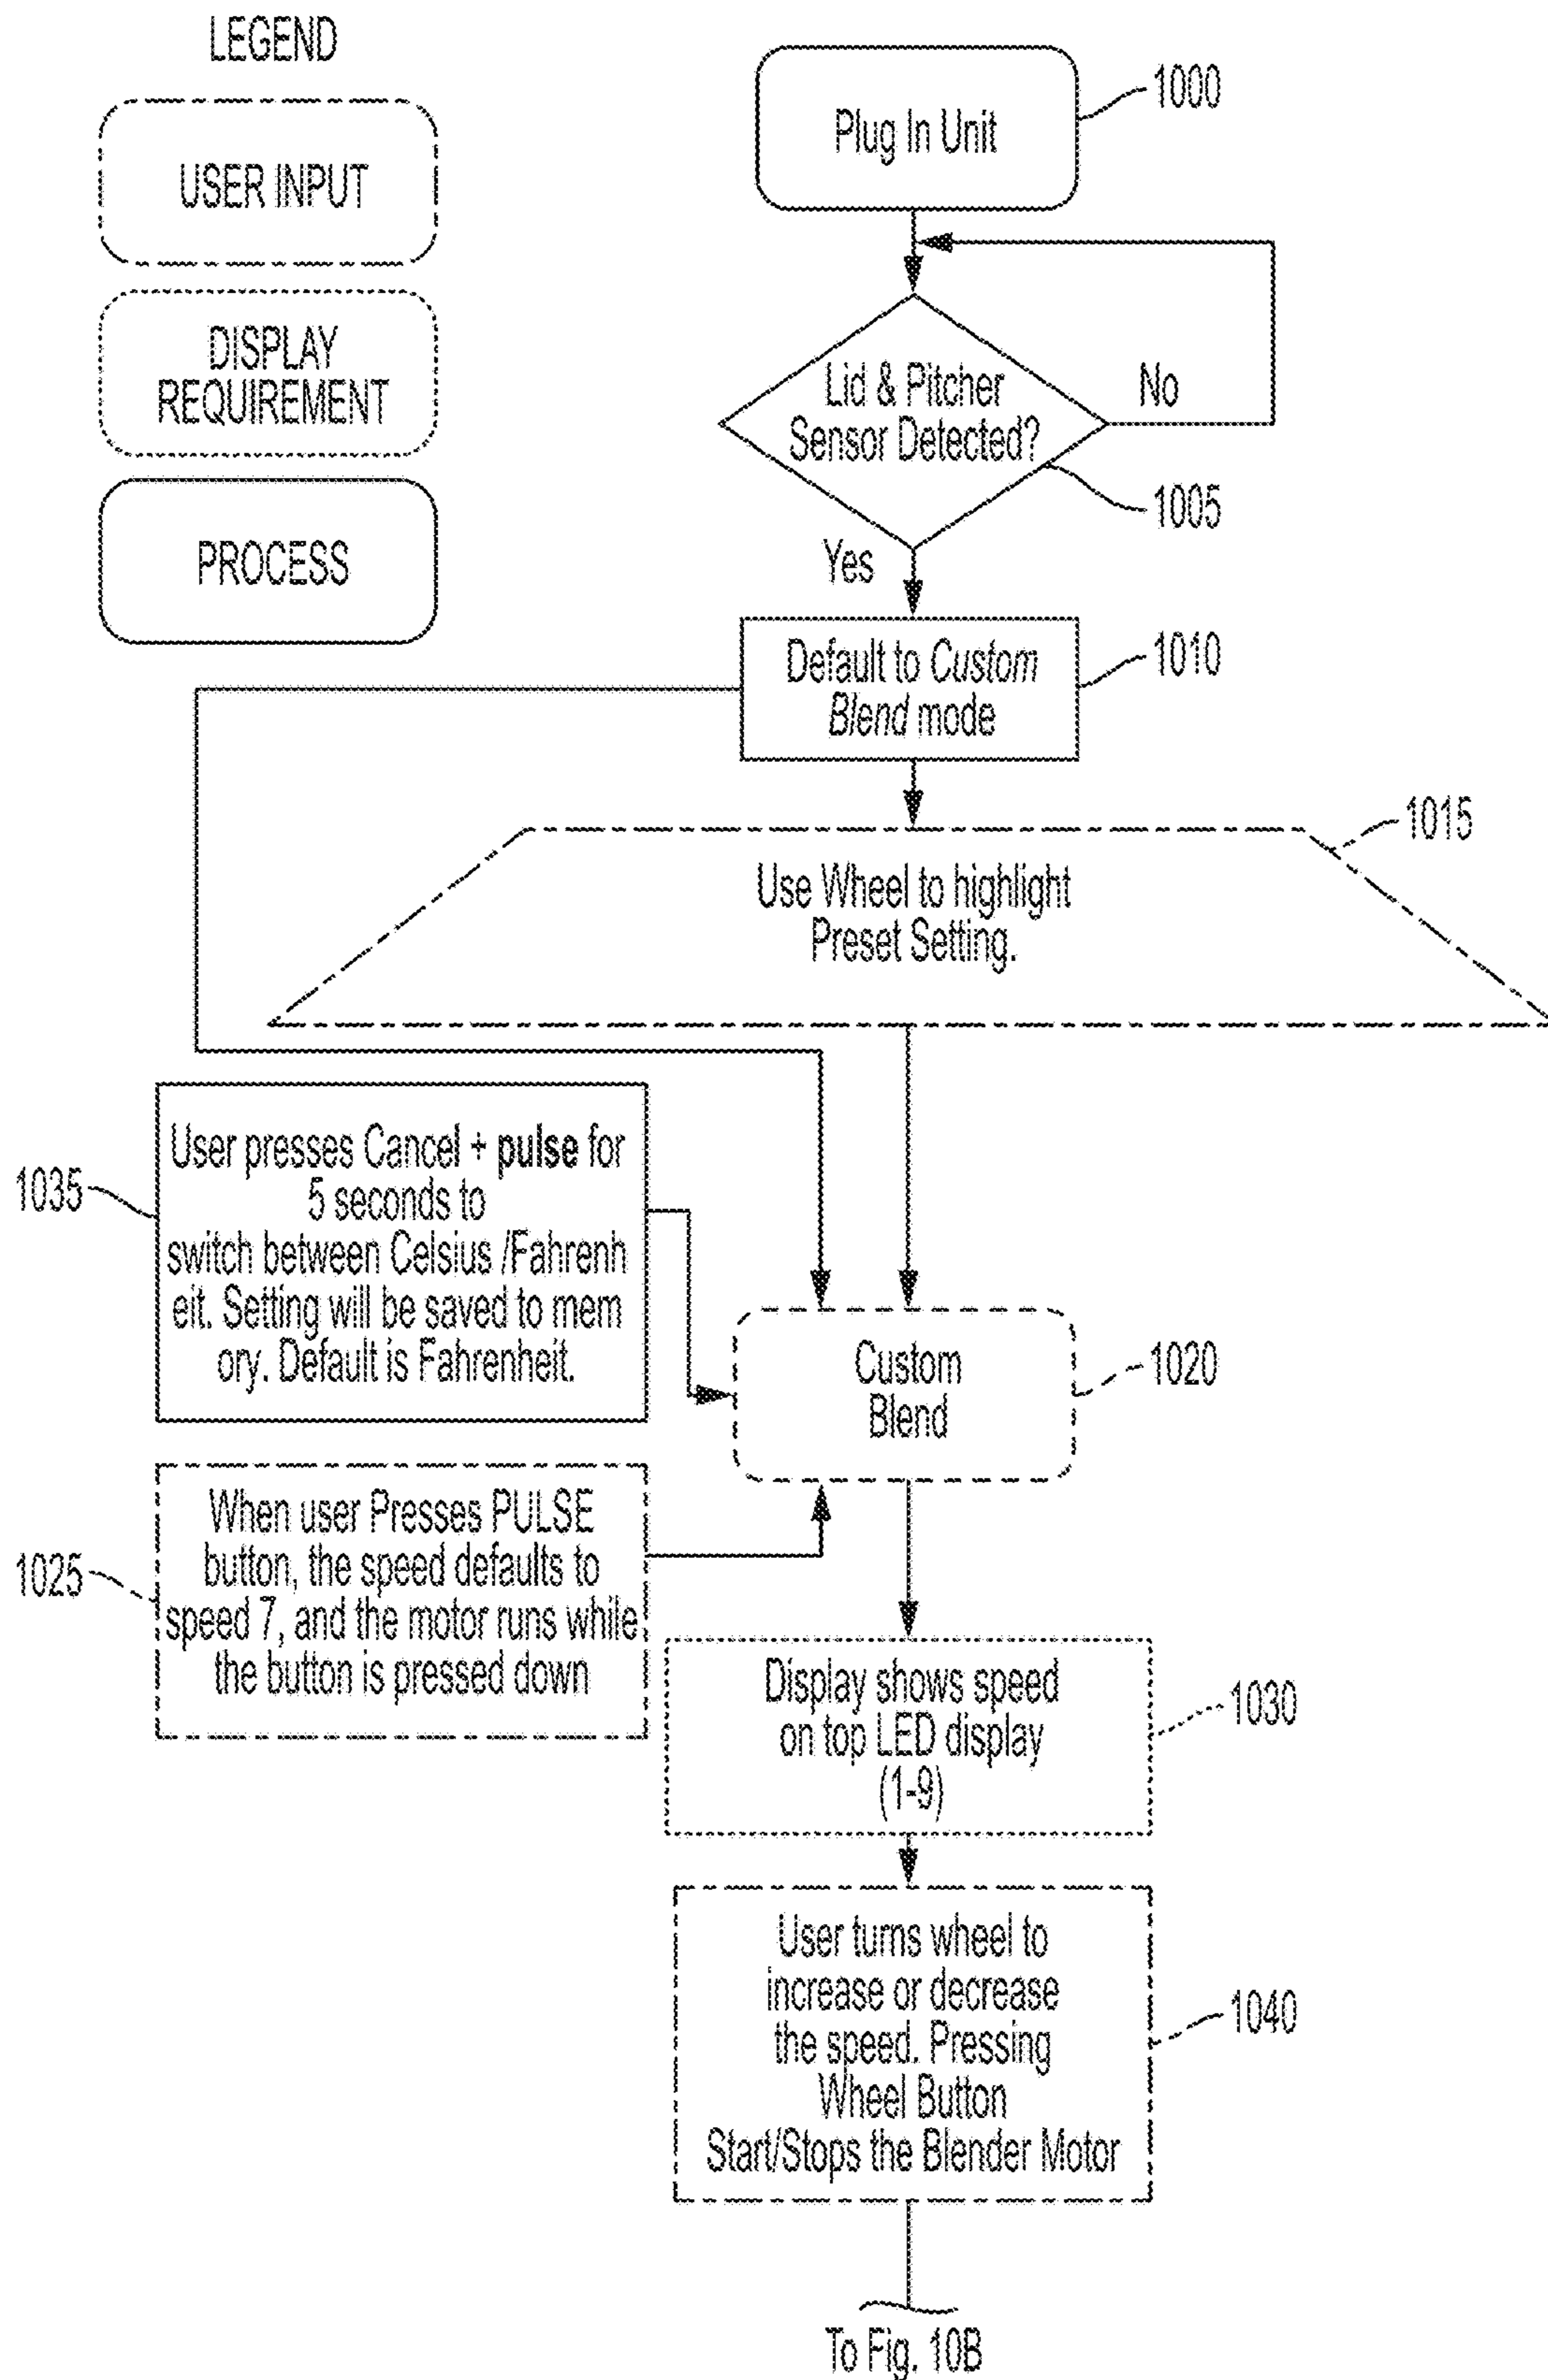 LEGEND
USER INPUT
DISPLAY
REQUIREMENT
PROCESS
Plug In Unit
1000
Lid & Pitcher
Sensor Detected?
No
1005
Yes
Default to Custom
Blend mode
1010
Use Wheel to highlight
Preset Setting.
1015
User presses Cancel + pulse for
5 seconds to
switch between Celsius /Fahrenh
eit. Setting will be saved to mem
ory. Default is Fahrenheit.
1035
Custom
Blend
1020
When user Presses PULSE
button, the speed defaults to
speed 7, and the motor runs while
the button is pressed down
1025
Display shows speed
on top LED display
(1-9)
1030
User turns wheel to
increase or decrease
the speed. Pressing
Wheel Button
Start/Stops the Blender Motor
1040
To Fig. 10B